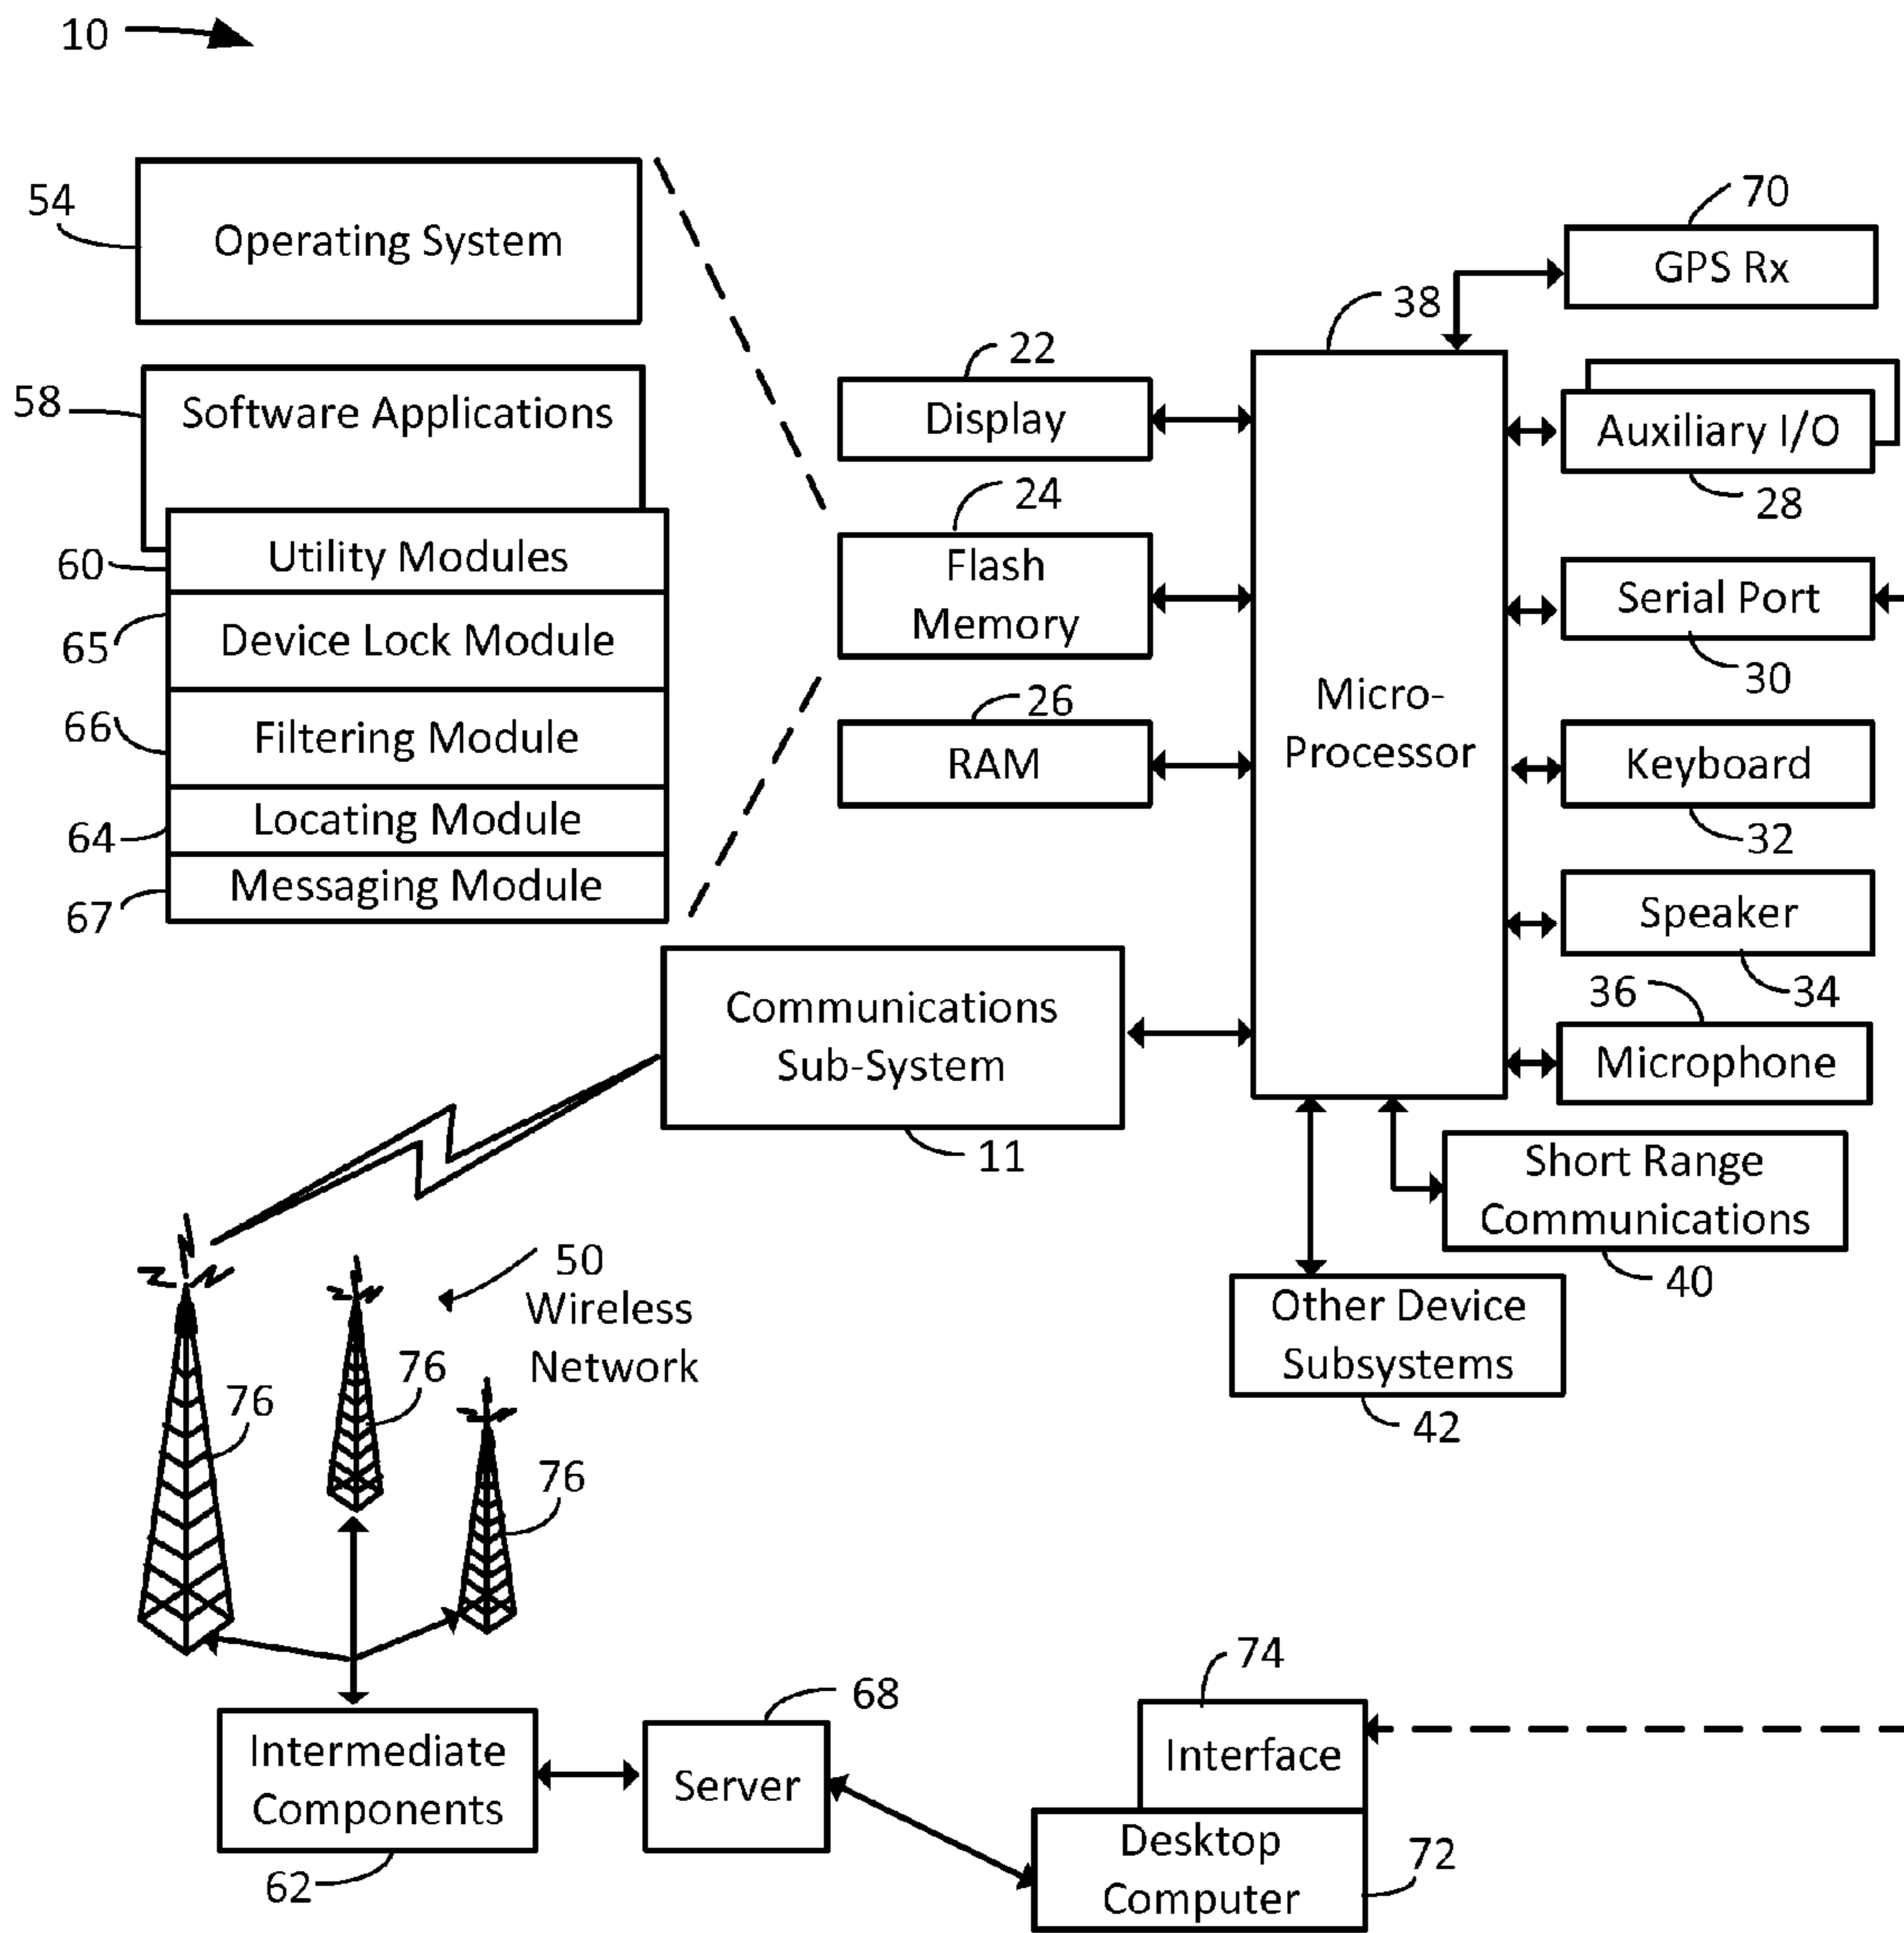 10
54
Operating System
58
Software Applications
60
Utility Modules
65
Device Lock Module
66
Filtering Module
64
Locating Module
67
Messaging Module
22
Display
24
Flash
Memory
26
RAM
38
Micro-
Processor
70
GPS Rx
Auxiliary I/O
28
Serial Port
30
Keyboard
32
Speaker
34
36
Microphone
Communications
Sub-System
11
Short Range
Communications
40
Other Device
Subsystems
42
50
Wireless
Network
76
76
76
Intermediate
Components
62
68
Server
74
Interface
Desktop
Computer
72